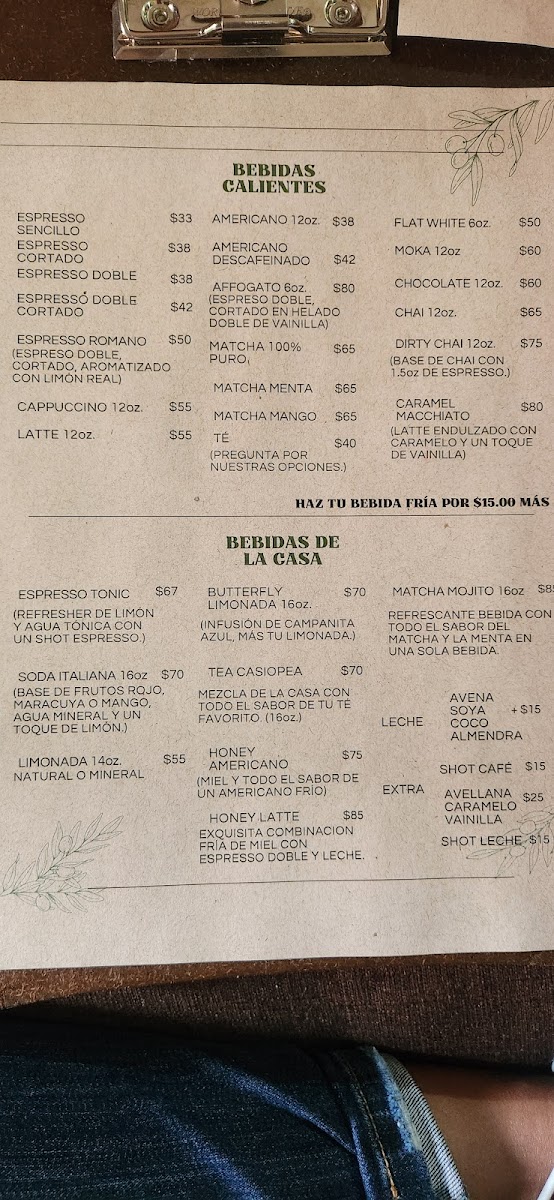 BEBIDAS
CALIENTES
ESPRESSO $33
SENCILLO
ESPRESSO $38
CORTADO
ESPRESSO DOBLE $38
ESPRESSO DOBLE $42
CORTADO
ESPRESSO ROMANO $50
(ESPRESO DOBLE,
CORTADO, AROMATIZADO
CON LIMÓN REAL)
CAPPUCCINO 12oz. $55
LATTE 12oz. $55
AMERICANO 12oz. $38
AMERICANO
DESCAFEINADO $42
AFFOGATO 6oz. $80
(ESPRESO DOBLE,
CORTADO EN HELADO
DOBLE DE VAINILLA)
MATCHA 100% $65
PURO,
MATCHA MENTA $65
MATCHA MANGO $65
TÉ $40
(PREGUNTA POR
NUESTRAS OPCIONES.)
FLAT WHITE 6oz. $50
MOKA 12oz $60
CHOCOLATE 12oz. $60
CHAI 12oz. $65
DIRTY CHAI 12oz. $75
(BASE DE CHAI CON
1.5oz DE ESPRESSO.)
CARAMEL $80
MACCHIATO
(LATTE ENDULZADO CON
CARAMELO Y UN TOQUE
DE VAINILLA)
HAZ TU BEBIDA FRÍA POR $15.00 MÁS
BEBIDAS DE
LA CASA
ESPRESSO TONIC $67
(REFRESHER DE LIMÓN
Y AGUA TÓNICA CON
UN SHOT ESPRESSO.)
SODA ITALIANA 16oz $70
(BASE DE FRUTOS ROJO,
MARACUYA O MANGO,
AGUA MINERAL Y UN
TOQUE DE LIMÓN.)
LIMONADA 14oz. $55
NATURAL O MINERAL
BUTTERFLY $70
LIMONADA 16oz.
(INFUSIÓN DE CAMPANITA
AZUL, MÁS TU LIMONADA.)
TEA CASIOPEA $70
MEZCLA DE LA CASA CON
TODO EL SABOR DE TU TÉ
FAVORITO. (16oz.)
HONEY $75
AMERICANO
(MIEL Y TODO EL SABOR DE
UN AMERICANO FRÍO)
HONEY LATTE $85
EXQUISITA COMBINACION
FRÍA DE MIEL CON
ESPRESSO DOBLE Y LECHE.
MATCHA MOJITO 16oz $85
REFRESCANTE BEBIDA CON
TODO EL SABOR DEL
MATCHA Y LA MENTA EN
UNA SOLA BEBIDA.
AVENA
SOYA + $15
LECHE COCO
ALMENDRA
SHOT CAFÉ $15
EXTRA AVELLANA $25
CARAMELO
VAINILLA
SHOT LECHE $15